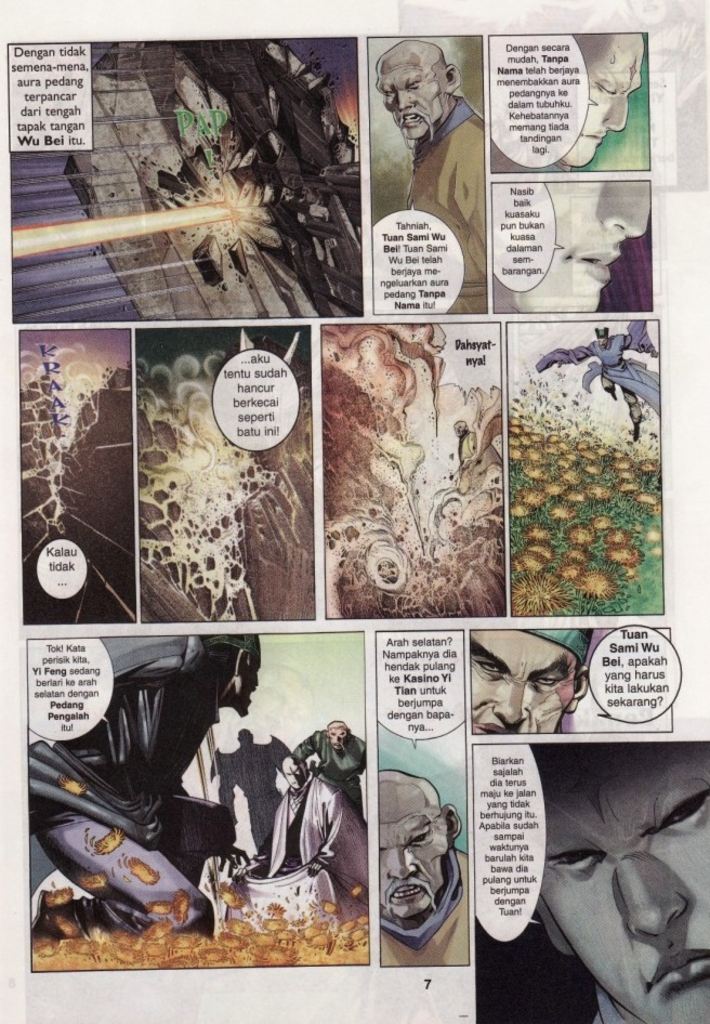 Dengan tidak
semena-mena,
aura pedang
terpancar
dari tengah
tapak tangan
Wu Bei itu.
PAP
!
Tahniah,
Tuan Sami Wu
Bei! Tuan Sami
Wu Bei telah
berjaya me-
ngeluarkan aura
pedang Tanpa
Nama itu!
Dengan secara
mudah, Tanpa
Nama telah berjaya
menembakkan aura
pedangnya ke
dalam tubuhku.
Kehebatannya
memang tiada
tandingan
lagi.
Nasib
baik
kuasaku
pun bukan
kuasa
dalaman
sem-
barangan.
KRAAK
Kalau
tidak
...
...aku
tentu sudah
hancur
berkecai
seperti
batu ini!
Dahsyat-
nya!
Tok! Kata
perisik kita,
Yi Feng sedang
berlari ke arah
selatan dengan
Pedang
Pengalah
itu!
Arah selatan?
Nampaknya dia
hendak pulang
ke Kasino Yi
Tian untuk
berjumpa
dengan bapa-
nya...
Tuan
Sami Wu
Bei, apakah
yang harus
kita lakukan
sekarang?
Biarkan
sajalah
dia terus
maju ke jalan
yang tidak
berhujung itu.
Apabila sudah
sampai
waktunya
barulah kita
bawa dia
pulang untuk
berjumpa
dengan
Tuan!
7